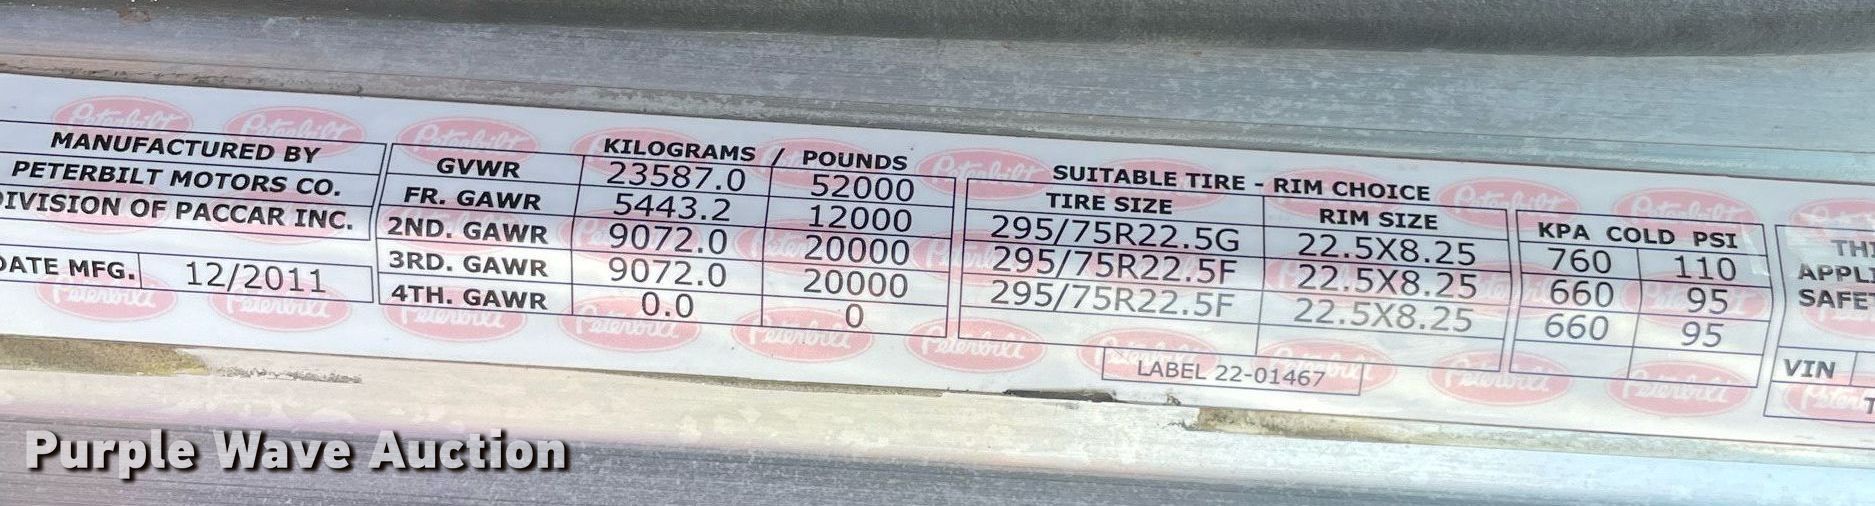 MANUFACTURED BY
PETERBILT MOTORS CO.
DIVISION OF PACCAR INC.
DATE MFG. 12/2011
KILOGRAMS / POUNDS
GVWR 23587.0 52000
FR. GAWR 5443.2 12000
2ND. GAWR 9072.0 20000
3RD. GAWR 9072.0 20000
4TH. GAWR 0.0 0
SUITABLE TIRE - RIM CHOICE
TIRE SIZE RIM SIZE KPA COLD PSI
295/75R22.5G 22.5X8.25 760 110
295/75R22.5F 22.5X8.25 660 95
295/75R22.5F 22.5X8.25 660 95
LABEL 22-01467
TH
APPL
SAFE
VIN
T
Peterbilt
Purple Wave Auction